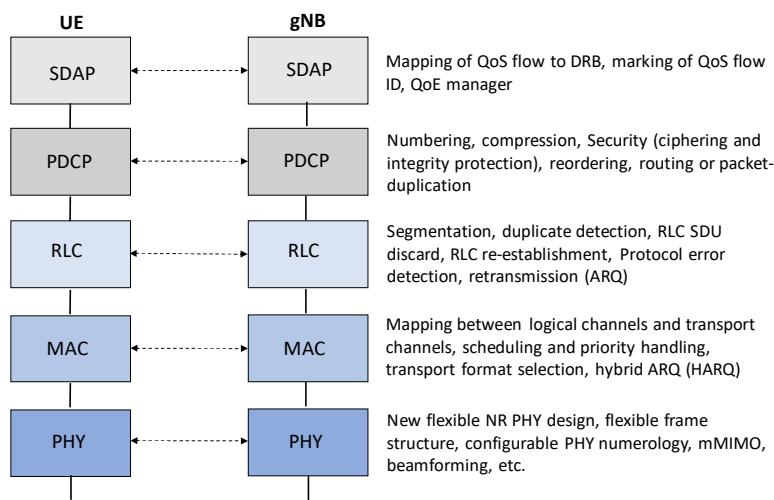 UE gNB
SDAP SDAP
Mapping of QoS flow to DRB, marking of QoS flow
ID, QoE manager
PDCP PDCP
Numbering, compression, Security (ciphering and
integrity protection), reordering, routing or packet-
duplication
RLC RLC
Segmentation, duplicate detection, RLC SDU
discard, RLC re-establishment, Protocol error
detection, retransmission (ARQ)
MAC MAC
Mapping between logical channels and transport
channels, scheduling and priority handling,
transport format selection, hybrid ARQ (HARQ)
PHY PHY
New flexible NR PHY design, flexible frame
structure, configurable PHY numerology, mMIMO,
beamforming, etc.